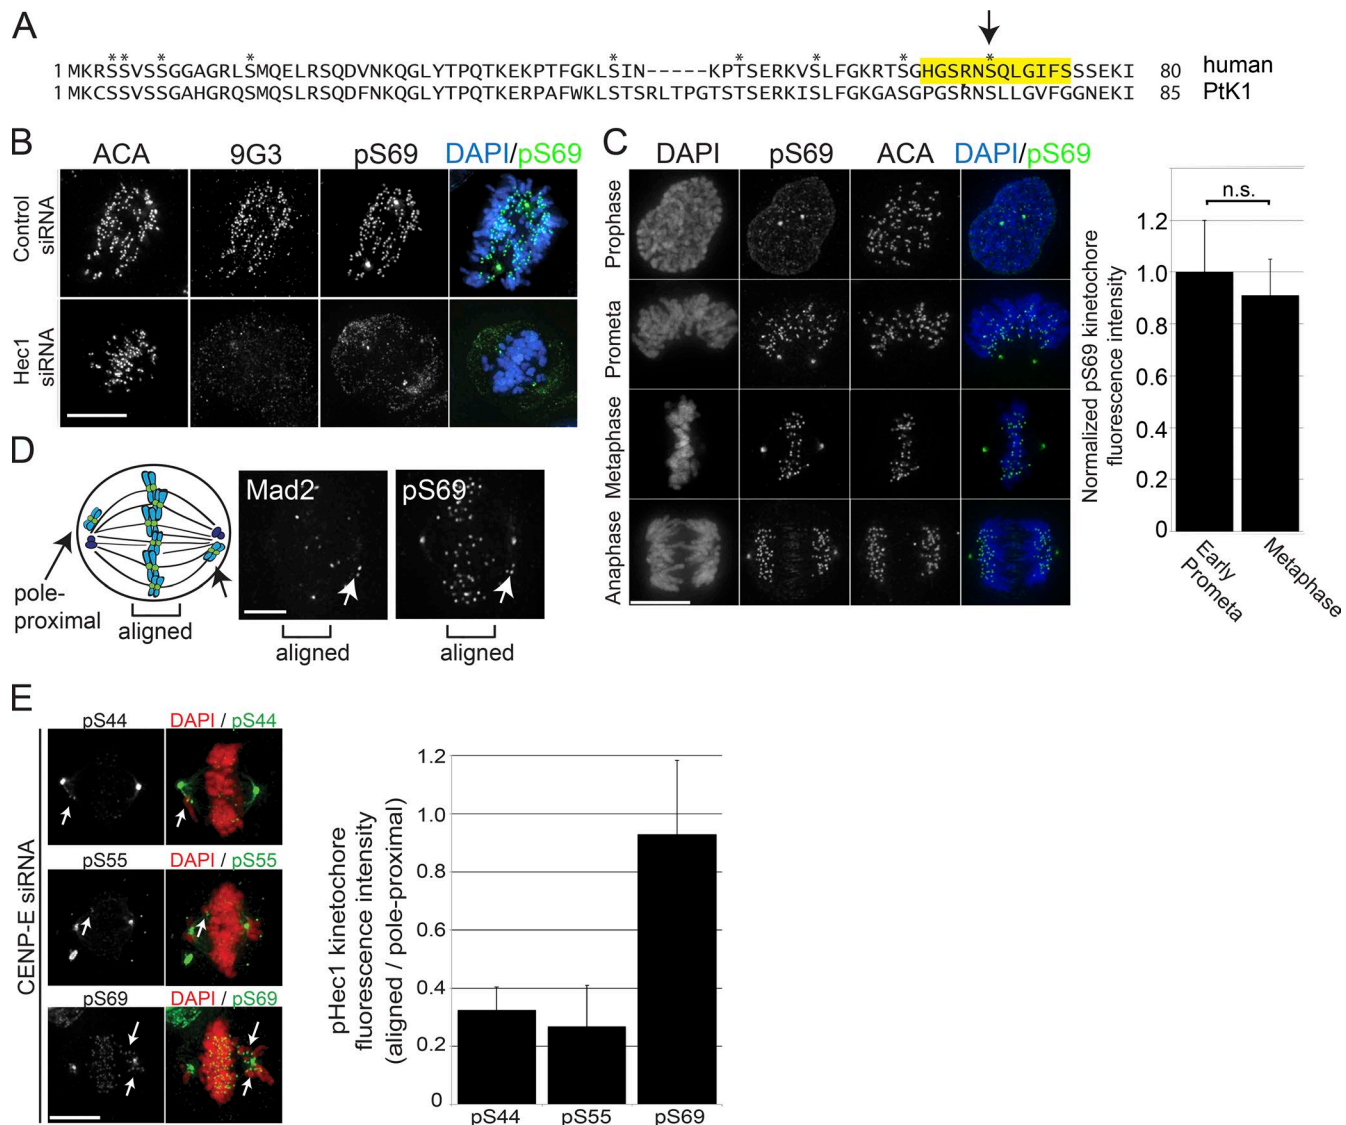 A
* * * * * * * * *
1 MKRSSVSSGGAGRLSMQELRSQDVNKQGLYTPQTKEKPTFGKLSIN-----KPTSERKVSLFGKRTSGHGSRNSQLGIFSSSEKI 80 human
1 MKCSSVSSGAHGRQSMQELRSQDFNKQGLYTPQTKERPAFWKLSTSRLTPGTSTSERKISLFGKGASGPGSRNSLLGVFGGNEKI 85 PtK1
B
ACA 9G3 pS69 DAPI/pS69
Control siRNA
Hec1 siRNA
C
DAPI pS69 ACA DAPI/pS69
Prophase
Prometa
Metaphase
Anaphase
Normalized pS69 kinetochore
fluorescence intensity
n.s.
1.2
1.0
0.8
0.6
0.4
0.2
0
Early Prometa
Metaphase
D
pole-
proximal
aligned
Mad2
aligned
pS69
aligned
E
CENP-E siRNA
pS44 DAPI / pS44
pS55 DAPI / pS55
pS69 DAPI / pS69
pHec1 kinetochore
fluorescence intensity
(aligned / pole-proximal)
1.2
1.0
0.8
0.6
0.4
0.2
0
pS44 pS55 pS69